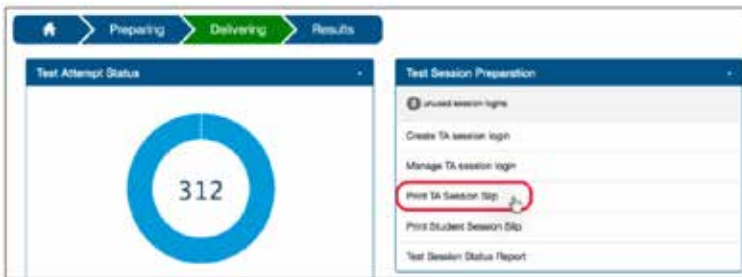 Preparing Delivering Results
Test Attempt Status
312
Test Session Preparation
unused session logins
Create TA session login
Manage TA session login
Print TA Session Slip
Print Student Session Slip
Test Session Status Report